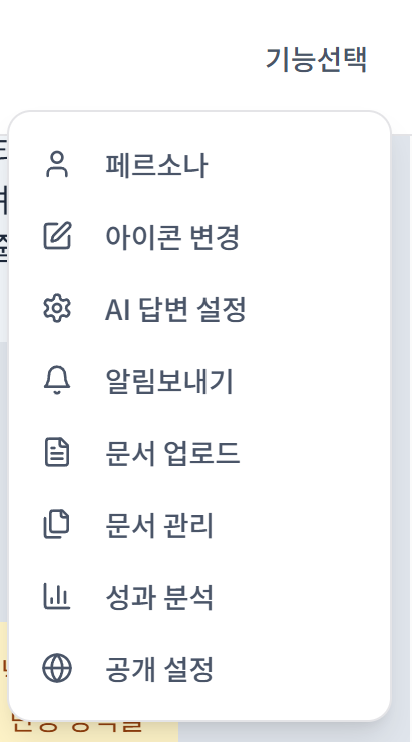 기능선택
페르소나
아이콘 변경
AI 답변 설정
알림보내기
문서 업로드
문서 관리
성과 분석
공개 설정